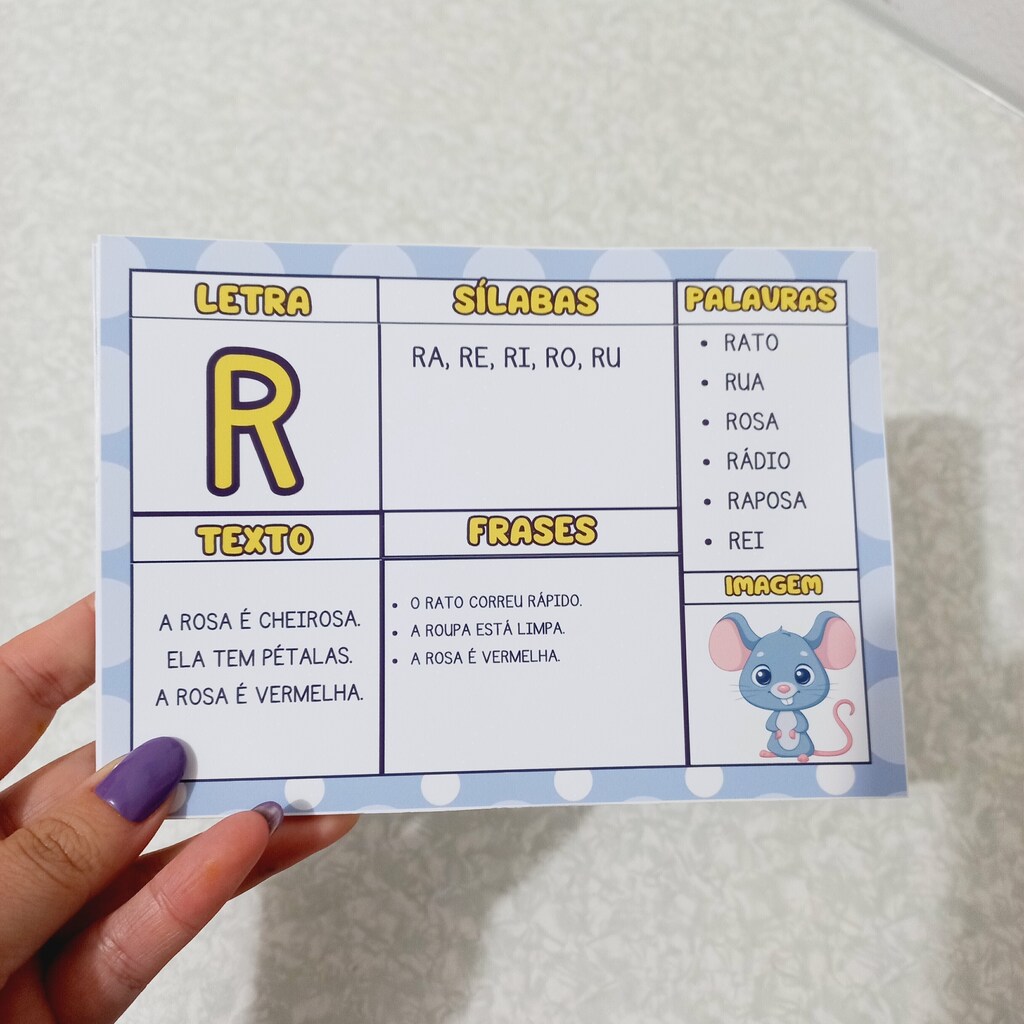 LETRA
R
SÍLABAS
RA, RE, RI, RO, RU
PALAVRAS
• RATO
• RUA
• ROSA
• RÁDIO
• RAPOSA
• REI
TEXTO
A ROSA É CHEIROSA.
ELA TEM PÉTALAS.
A ROSA É VERMELHA.
FRASES
• O RATO CORREU RÁPIDO.
• A ROUPA ESTÁ LIMPA.
• A ROSA É VERMELHA.
IMAGEM